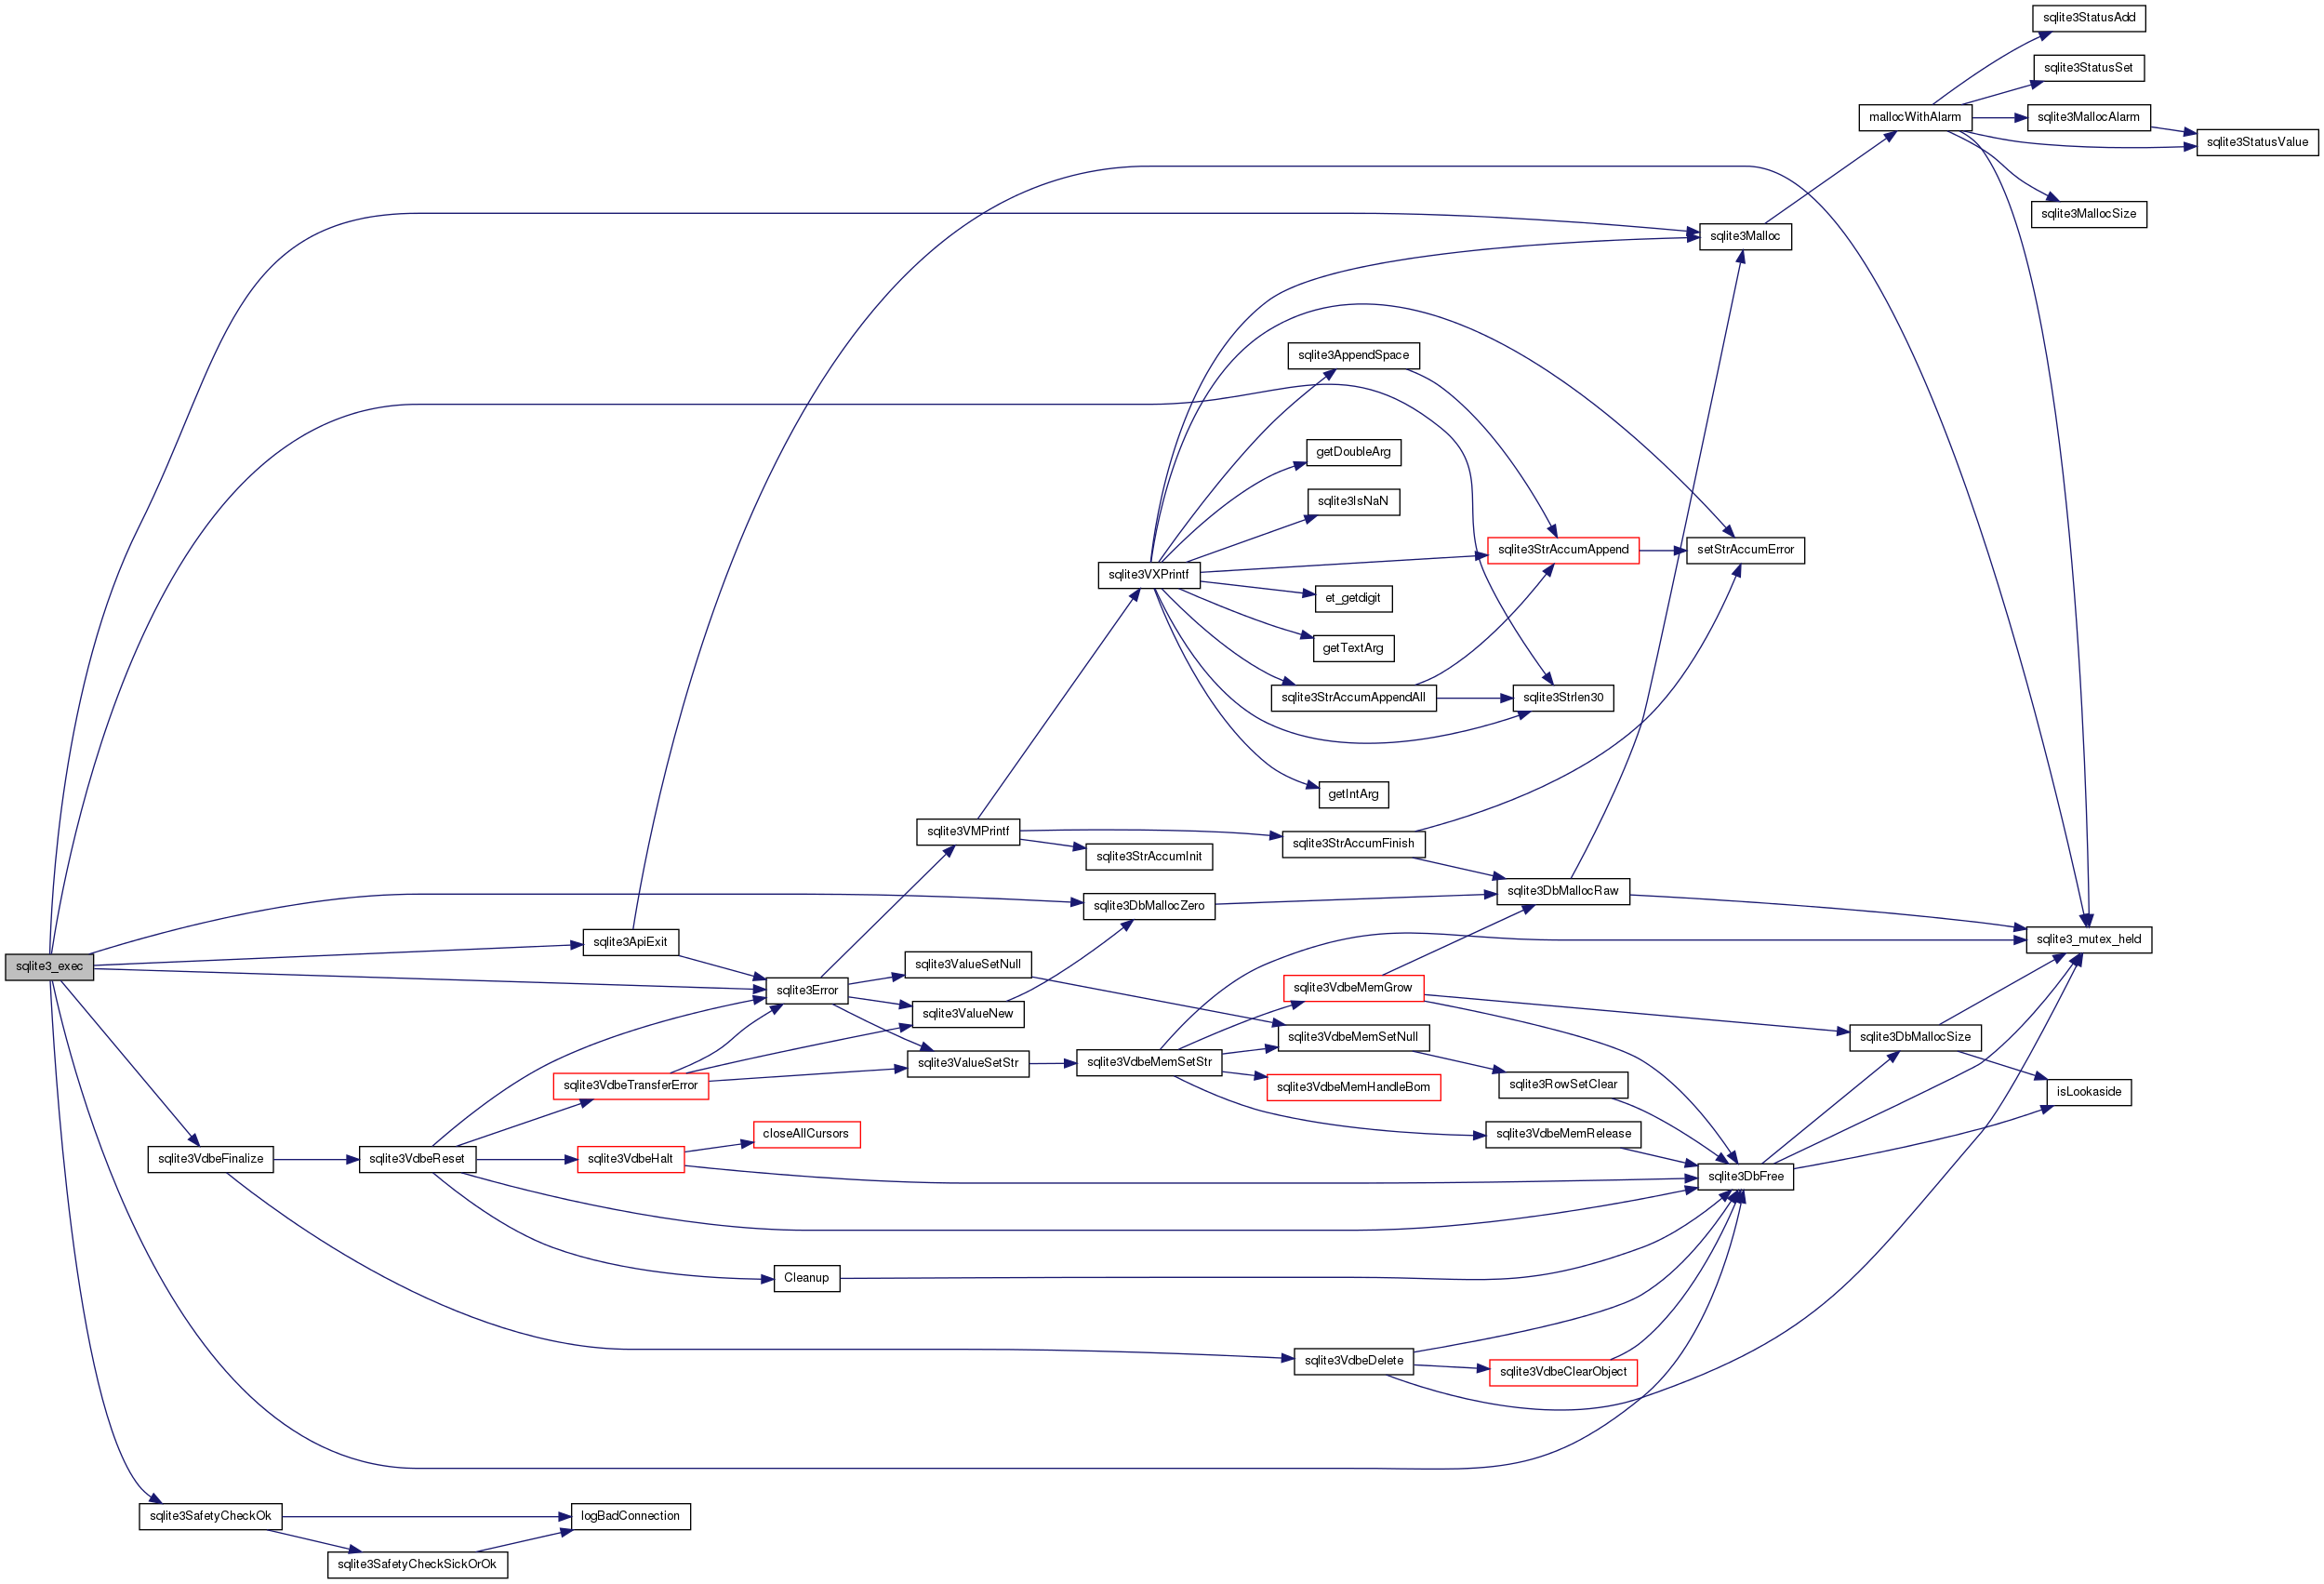 sqlite3StatusAdd
sqlite3StatusSet
mallocWithAlarm
sqlite3MallocAlarm
sqlite3StatusValue
sqlite3MallocSize
sqlite3Malloc
sqlite3AppendSpace
getDoubleArg
sqlite3IsNaN
sqlite3StrAccumAppend
setStrAccumError
sqlite3VXPrintf
et_getdigit
getTextArg
sqlite3StrAccumAppendAll
sqlite3Strlen30
getIntArg
sqlite3VMPrintf
sqlite3StrAccumFinish
sqlite3StrAccumInit
sqlite3DbMallocRaw
sqlite3DbMallocZero
sqlite3ApiExit
sqlite3_mutex_held
sqlite3_exec
sqlite3ValueSetNull
sqlite3Error
sqlite3VdbeMemGrow
sqlite3ValueNew
sqlite3VdbeMemSetNull
sqlite3DbMallocSize
sqlite3ValueSetStr
sqlite3VdbeMemSetStr
sqlite3VdbeTransferError
sqlite3VdbeMemHandleBom
sqlite3RowSetClear
isLookaside
closeAllCursors
sqlite3VdbeMemRelease
sqlite3VdbeFinalize
sqlite3VdbeReset
sqlite3VdbeHalt
sqlite3DbFree
Cleanup
sqlite3VdbeDelete
sqlite3VdbeClearObject
sqlite3SafetyCheckOk
logBadConnection
sqlite3SafetyCheckSickOrOk